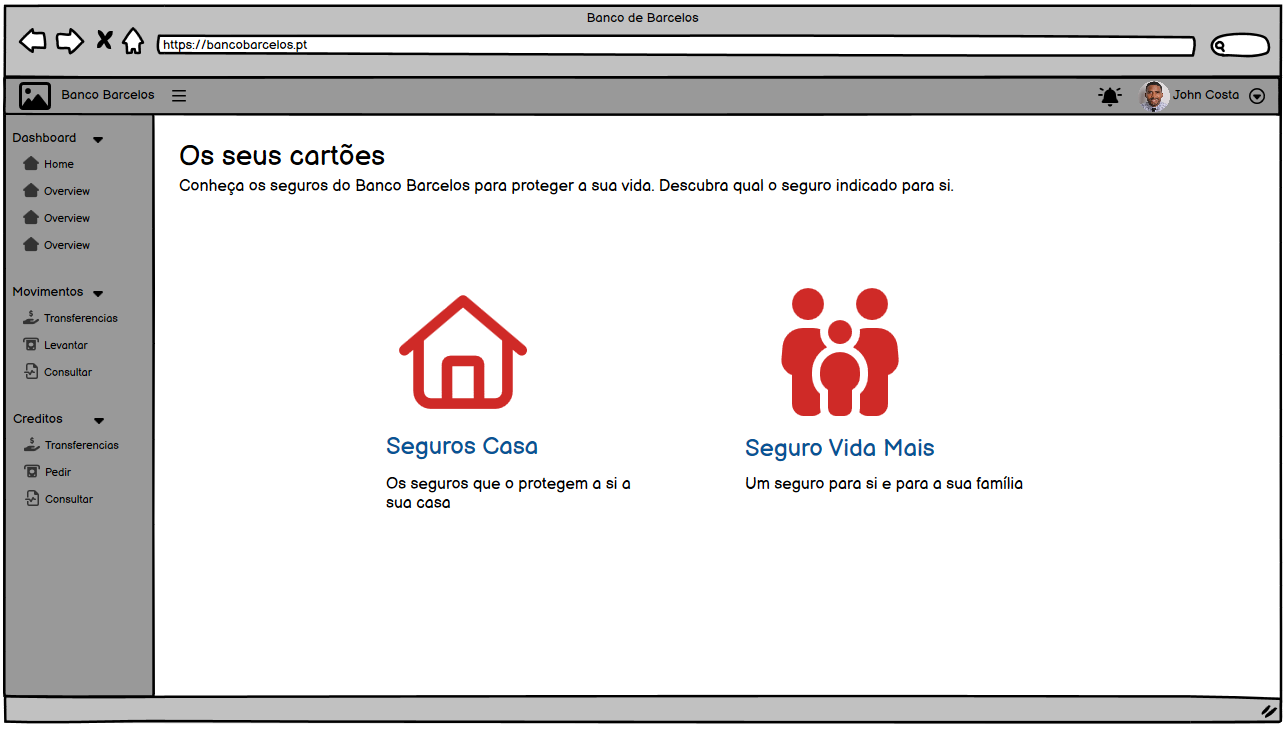 Banco de Barcelos
https://bancobarcelos.pt
Banco Barcelos
John Costa
Dashboard
Home
Overview
Overview
Overview
Movimentos
Transferencias
Levantar
Consultar
Creditos
Transferencias
Pedir
Consultar
Os seus cartões
Conheça os seguros do Banco Barcelos para proteger a sua vida. Descubra qual o seguro indicado para si.
Seguros Casa
Os seguros que o protegem a si a
sua casa
Seguro Vida Mais
Um seguro para si e para a sua família